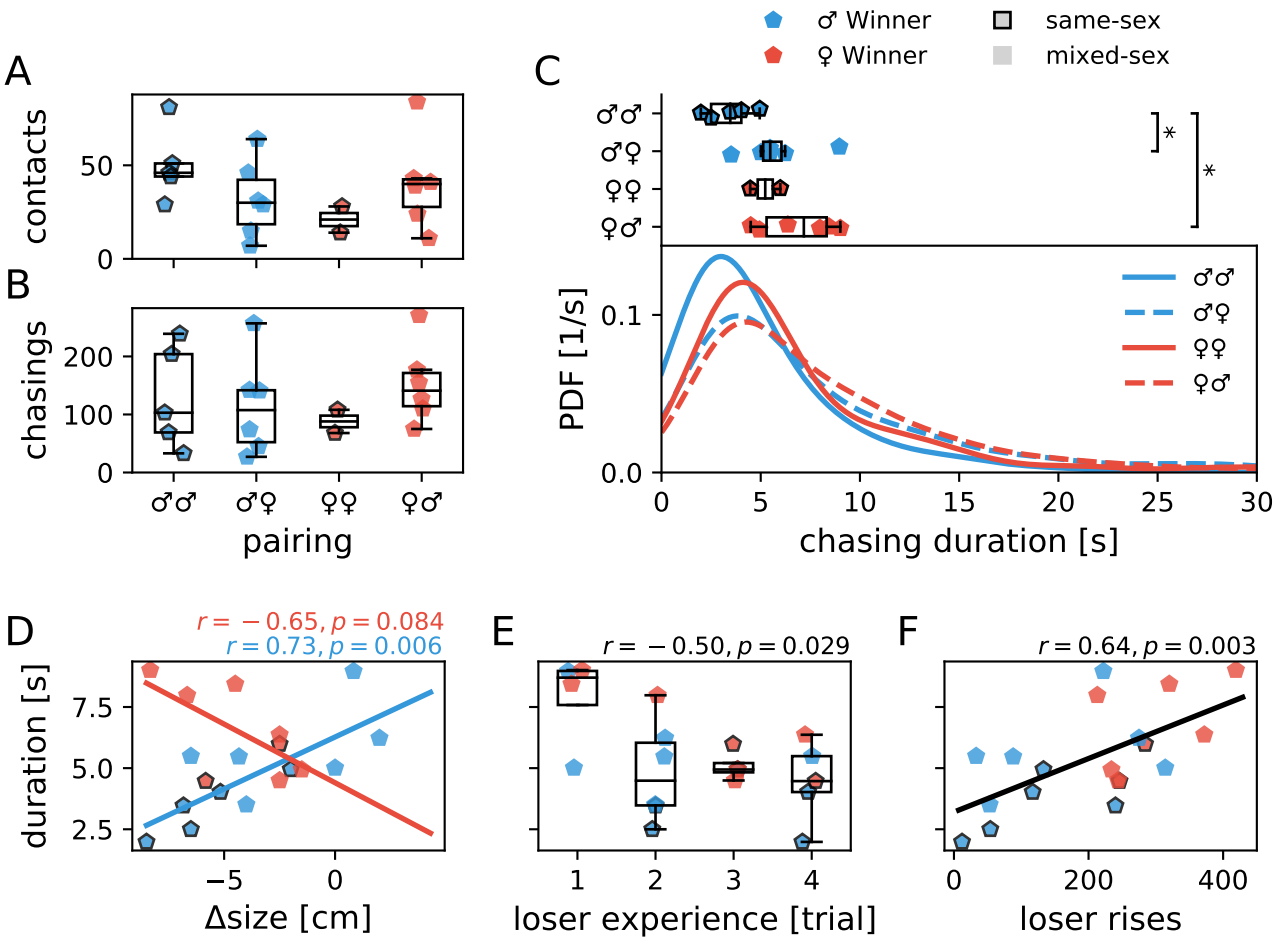 ♂ Winner
same-sex
♀ Winner
mixed-sex
A
contacts
50
0
B
chasings
200
100
0
♂♂
♂♀
♀♀
♀♂
pairing
C
♂♂
♂♀
♀♀
♀♂
*
*
PDF [1/s]
0.1
0.0
♂♂
♂♀
♀♀
♀♂
0 5 10 15 20 25 30
chasing duration [s]
D
r = −0.65, p = 0.084
r = 0.73, p = 0.006
duration [s]
7.5
5.0
2.5
−5 0
Δsize [cm]
E
r = −0.50, p = 0.029
1 2 3 4
loser experience [trial]
F
r = 0.64, p = 0.003
0 200 400
loser rises